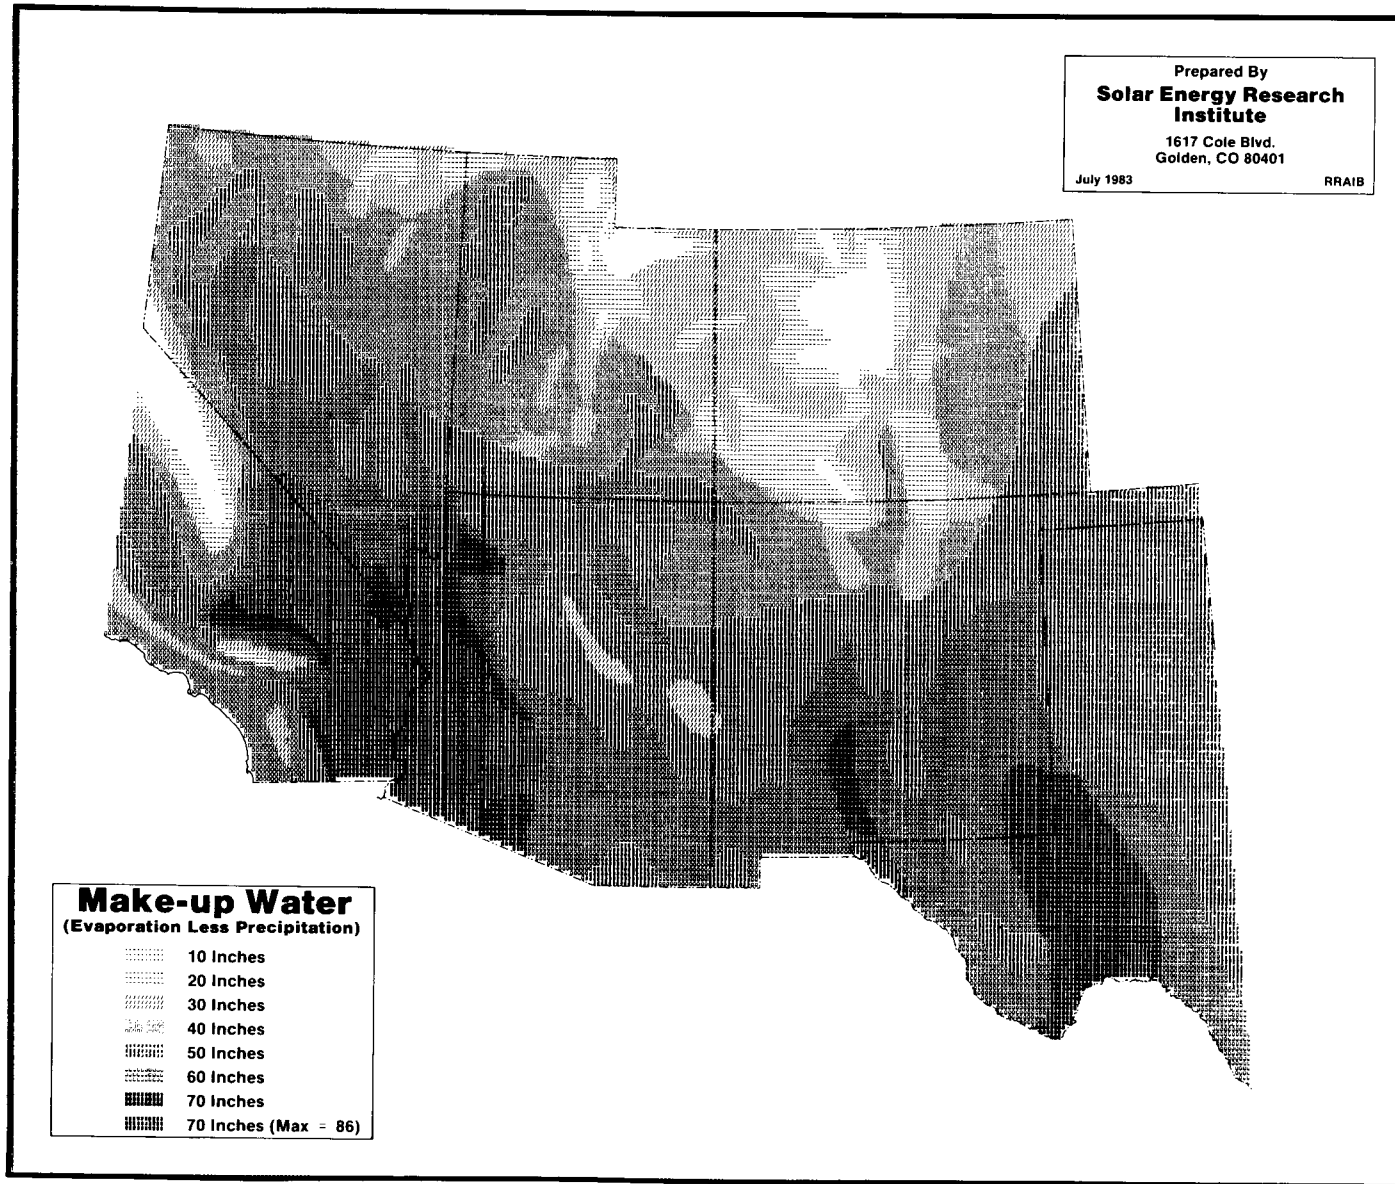 Prepared By
Solar Energy Research
Institute
1617 Cole Blvd.
Golden, CO 80401
July 1983 RRAIB
Make-up Water
(Evaporation Less Precipitation)
10 Inches
20 Inches
30 Inches
40 Inches
50 Inches
60 Inches
70 Inches
70 Inches (Max = 86)